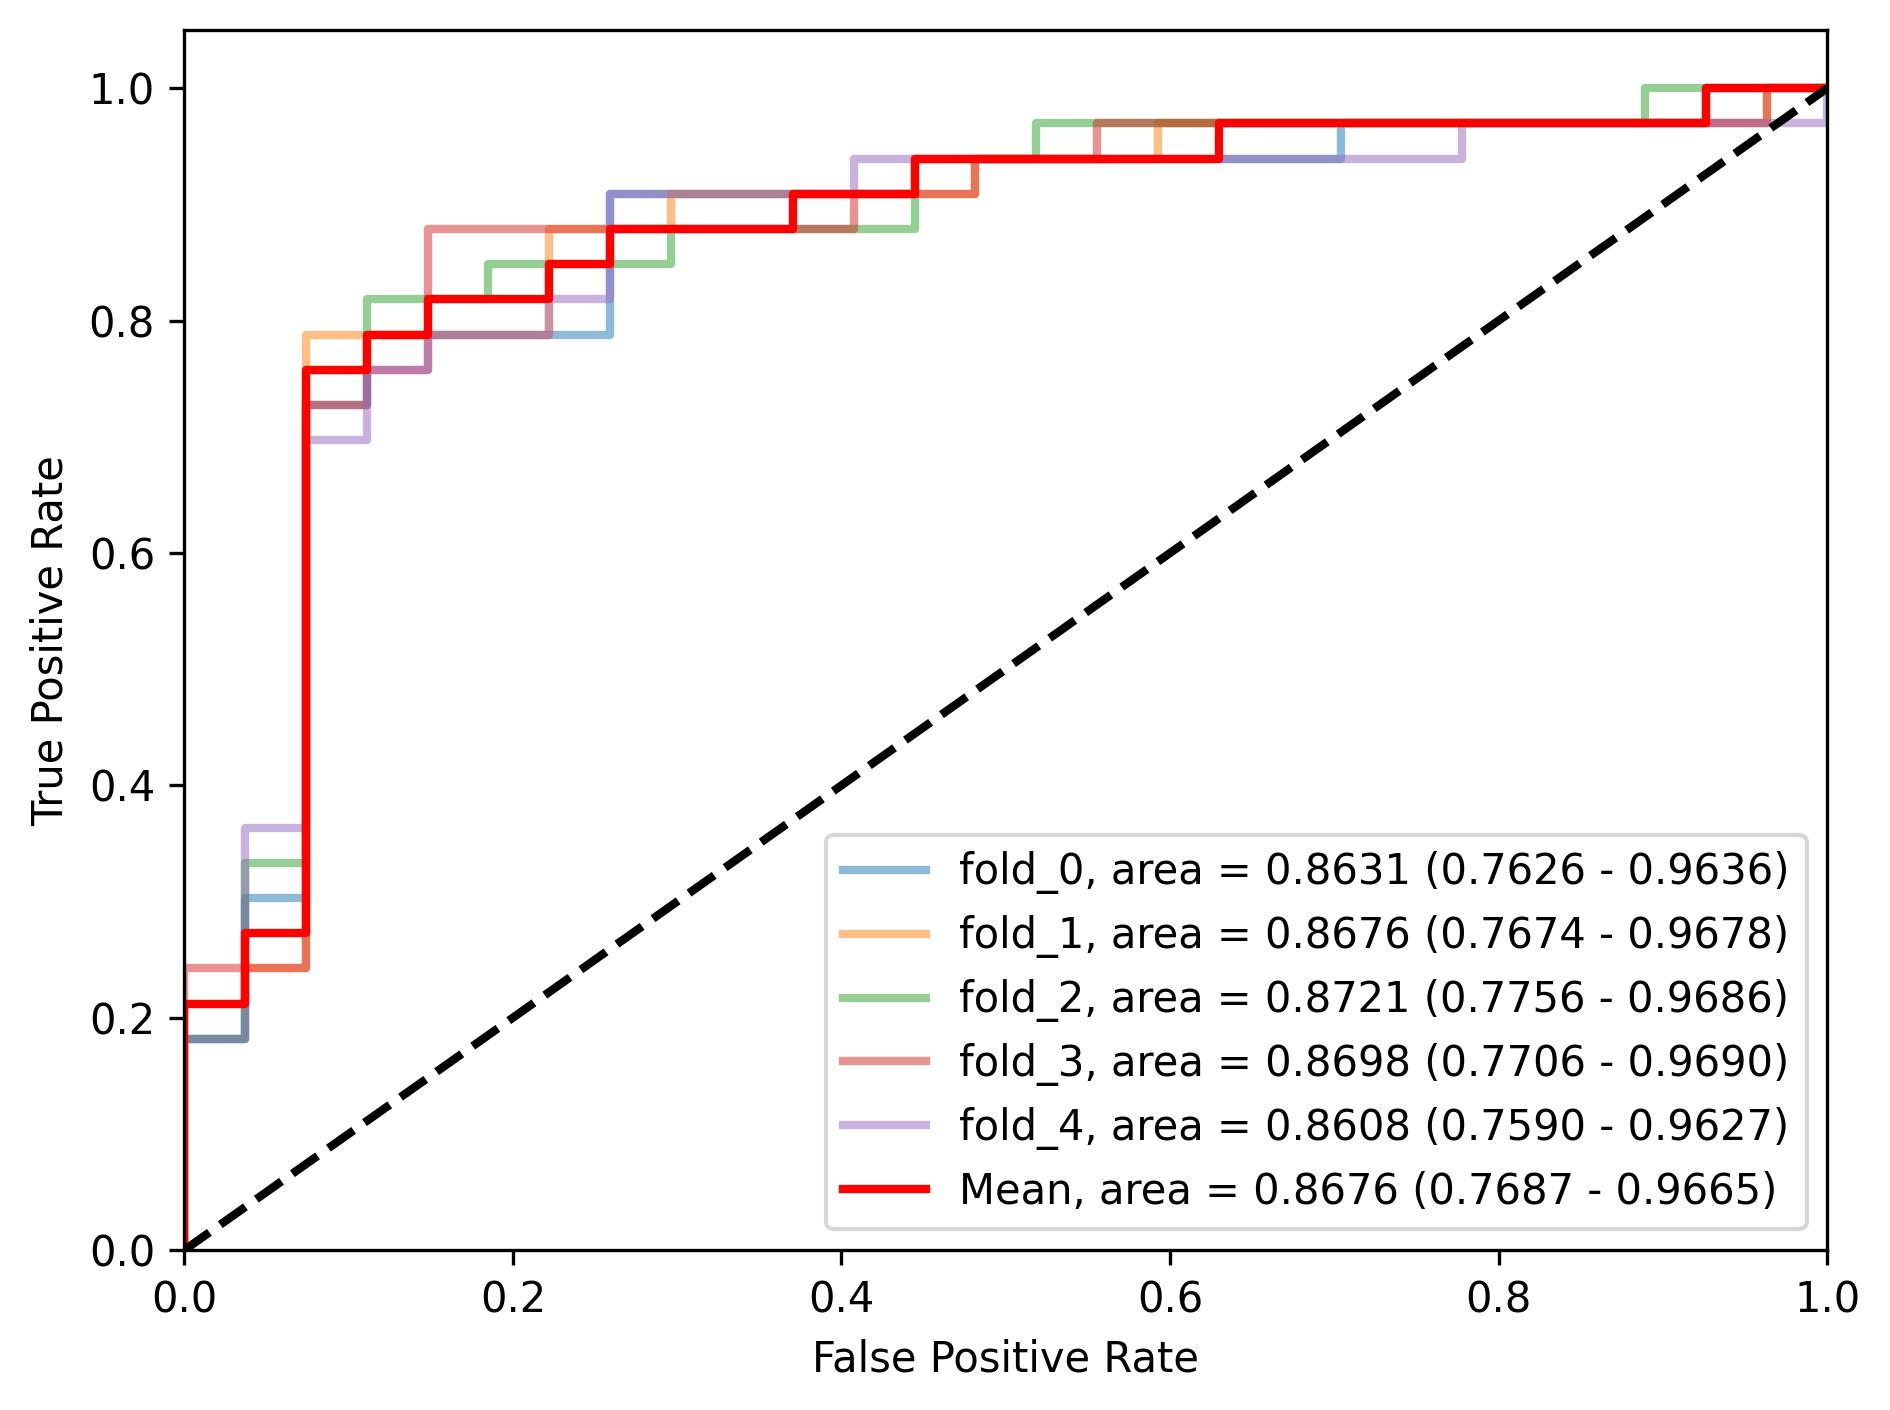 1.0
0.8
0.6
0.4
0.2
0.0
True Positive Rate
fold_0, area = 0.8631 (0.7626 - 0.9636)
fold_1, area = 0.8676 (0.7674 - 0.9678)
fold_2, area = 0.8721 (0.7756 - 0.9686)
fold_3, area = 0.8698 (0.7706 - 0.9690)
fold_4, area = 0.8608 (0.7590 - 0.9627)
Mean, area = 0.8676 (0.7687 - 0.9665)
0.0 0.2 0.4 0.6 0.8 1.0
False Positive Rate